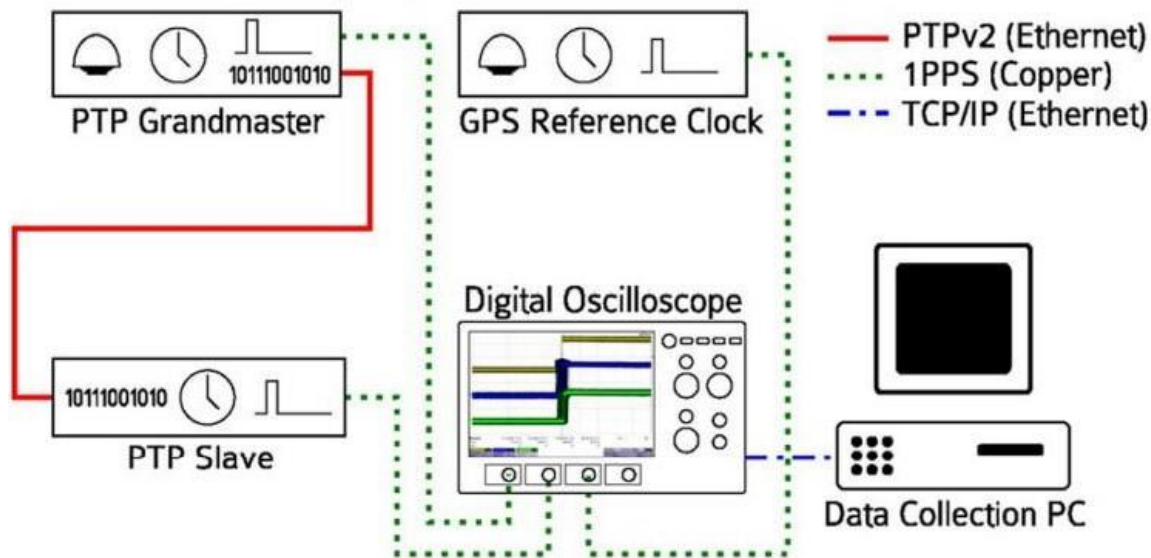 10111001010
PTP Grandmaster
GPS Reference Clock
PTPv2 (Ethernet)
1PPS (Copper)
TCP/IP (Ethernet)
Digital Oscilloscope
10111001010
PTP Slave
Data Collection PC